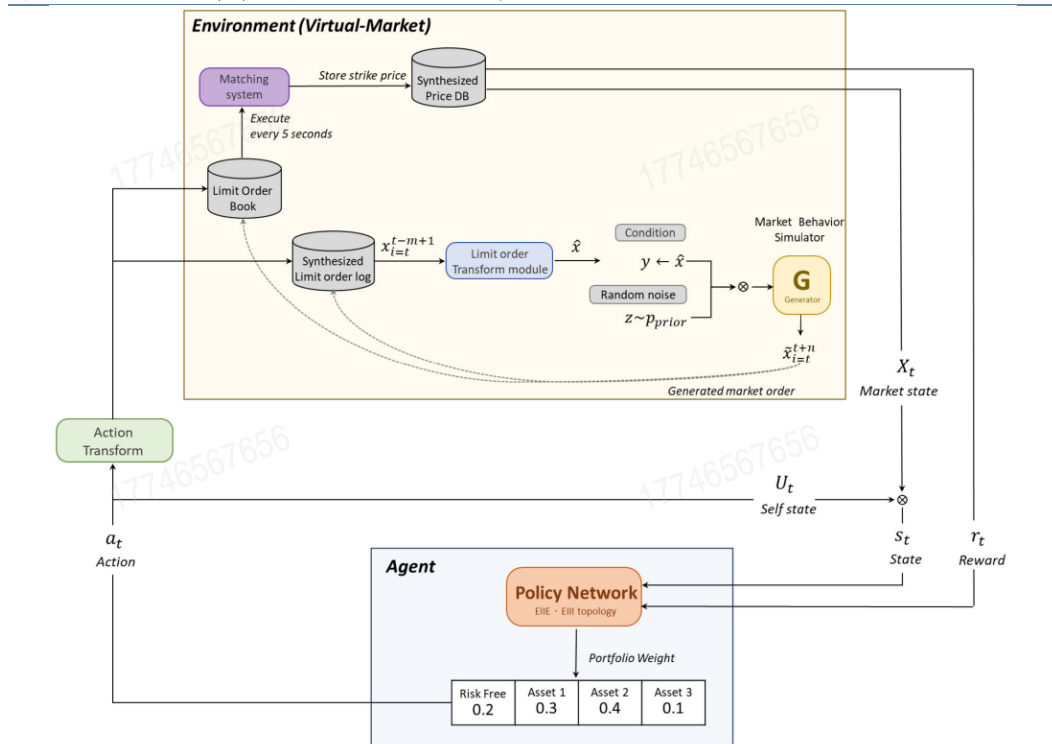 Environment (Virtual-Market)
Matching
system
Store strike price
Synthesized
Price DB
Execute
every 5 seconds
17746567656
17746567656
Limit Order
Book
Synthesized
Limit order log
x_{i=t}^{t-m+1}
Limit order
Transform module
x̂
Condition
y ← x̂
Random noise
z~p_{prior}
⊗
Market Behavior
Simulator
G
Generator
x̃_{i=t}^{t+n}
Generated market order
X_t
Market state
Action
Transform
17746567656
17746567656
U_t
Self state
⊗
a_t
Action
s_t
State
r_t
Reward
Agent
Policy Network
EIIE · EIII topology
Portfolio Weight
Risk Free
0.2
Asset 1
0.3
Asset 2
0.4
Asset 3
0.1